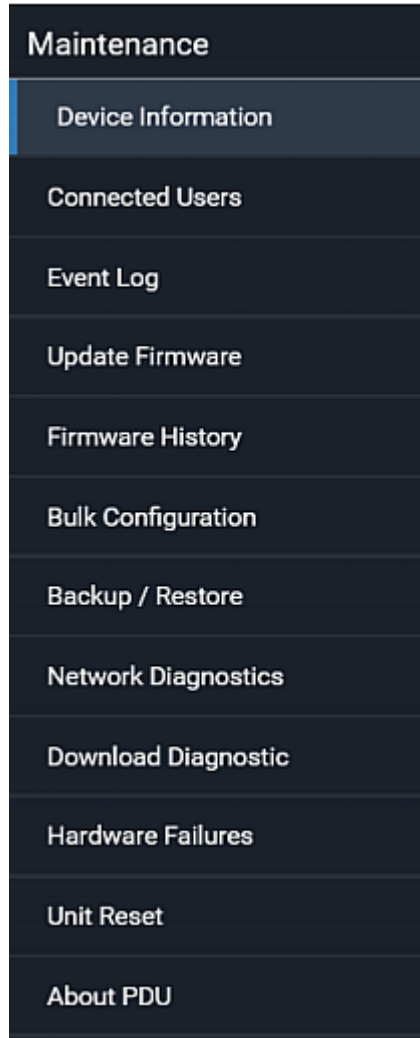 Maintenance
Device Information
Connected Users
Event Log
Update Firmware
Firmware History
Bulk Configuration
Backup / Restore
Network Diagnostics
Download Diagnostic
Hardware Failures
Unit Reset
About PDU